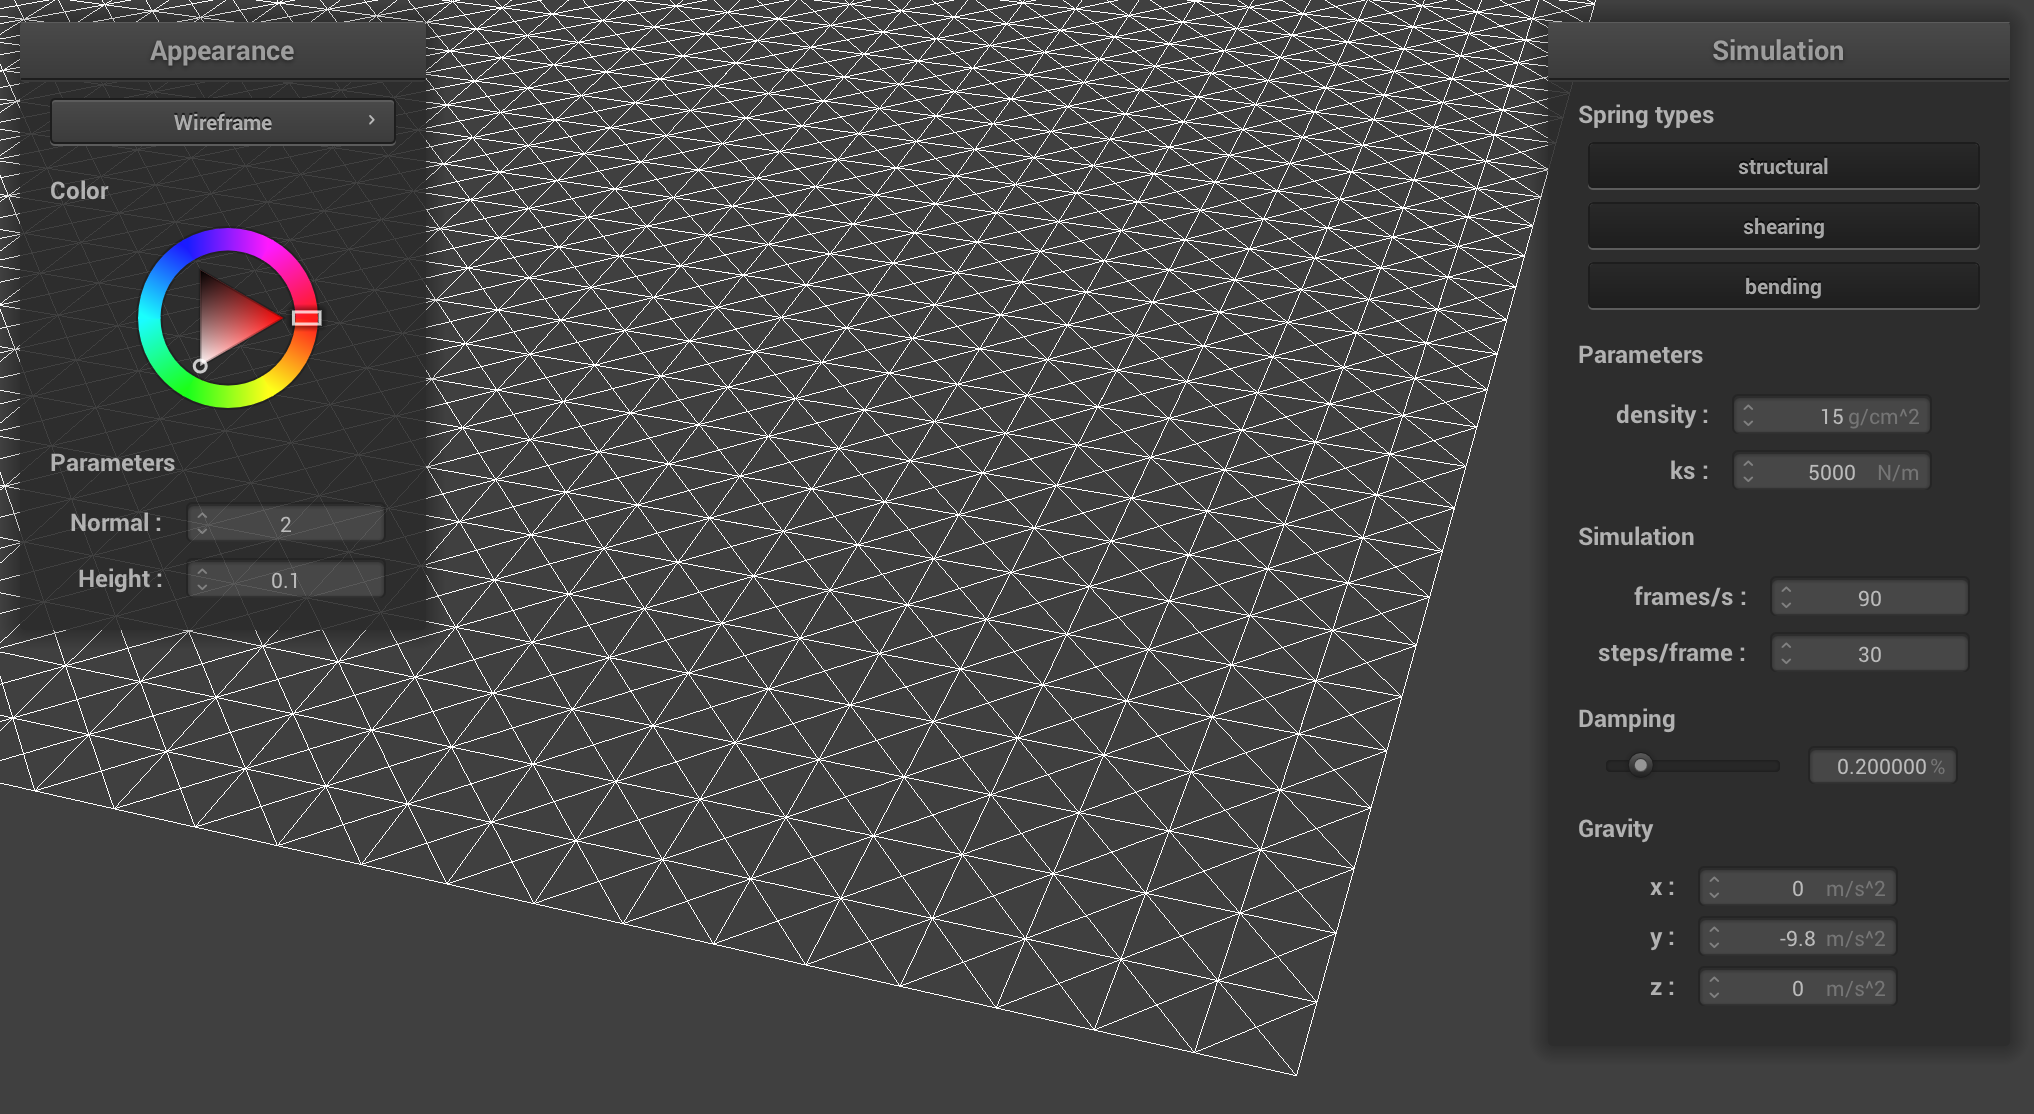 Appearance
Wireframe
Color
Parameters
Normal : 2
Height : 0.1
Simulation
Spring types
structural
shearing
bending
Parameters
density : 15 g/cm^2
ks : 5000 N/m
Simulation
frames/s : 90
steps/frame : 30
Damping
0.200000 %
Gravity
x : 0 m/s^2
y : -9.8 m/s^2
z : 0 m/s^2